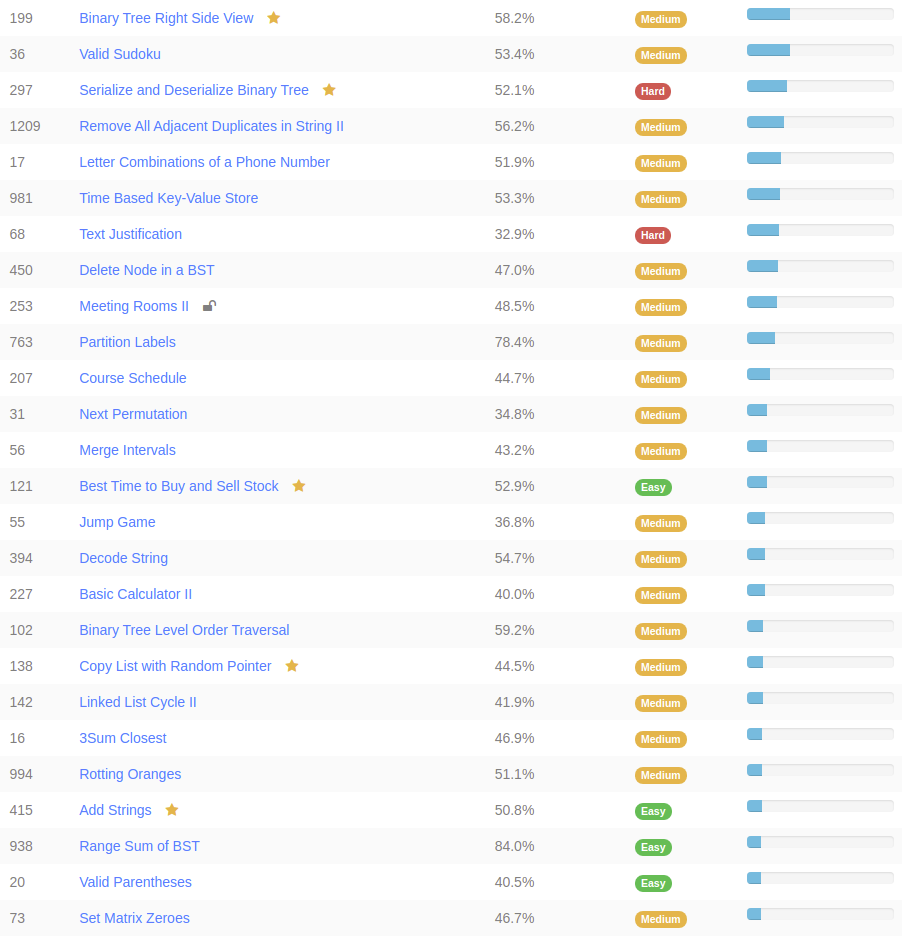 199 Binary Tree Right Side View 58.2% Medium
36 Valid Sudoku 53.4% Medium
297 Serialize and Deserialize Binary Tree 52.1% Hard
1209 Remove All Adjacent Duplicates in String II 56.2% Medium
17 Letter Combinations of a Phone Number 51.9% Medium
981 Time Based Key-Value Store 53.3% Medium
68 Text Justification 32.9% Hard
450 Delete Node in a BST 47.0% Medium
253 Meeting Rooms II 48.5% Medium
763 Partition Labels 78.4% Medium
207 Course Schedule 44.7% Medium
31 Next Permutation 34.8% Medium
56 Merge Intervals 43.2% Medium
121 Best Time to Buy and Sell Stock 52.9% Easy
55 Jump Game 36.8% Medium
394 Decode String 54.7% Medium
227 Basic Calculator II 40.0% Medium
102 Binary Tree Level Order Traversal 59.2% Medium
138 Copy List with Random Pointer 44.5% Medium
142 Linked List Cycle II 41.9% Medium
16 3Sum Closest 46.9% Medium
994 Rotting Oranges 51.1% Medium
415 Add Strings 50.8% Easy
938 Range Sum of BST 84.0% Easy
20 Valid Parentheses 40.5% Easy
73 Set Matrix Zeroes 46.7% Medium